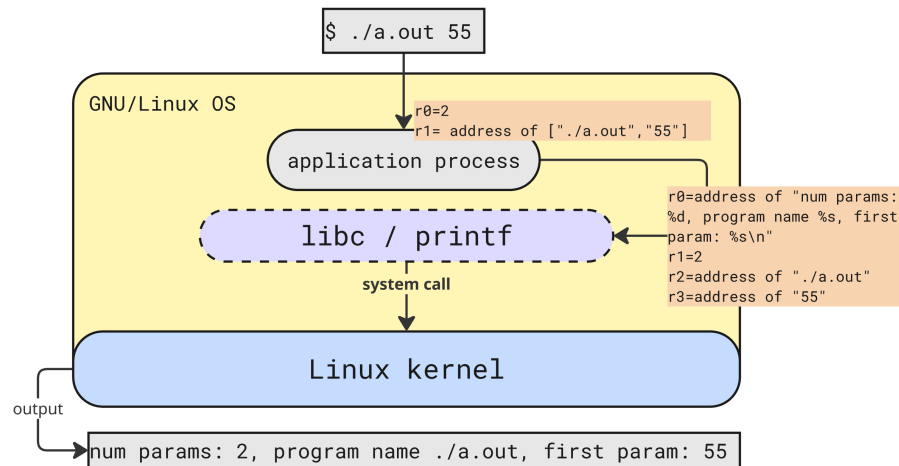 $ ./a.out 55
GNU/Linux OS
r0=2
r1= address of ["./a.out","55"]
application process
r0=address of "num params:
%d, program name %s, first
param: %s\n"
r1=2
r2=address of "./a.out"
r3=address of "55"
libc / printf
system call
Linux kernel
output
num params: 2, program name ./a.out, first param: 55